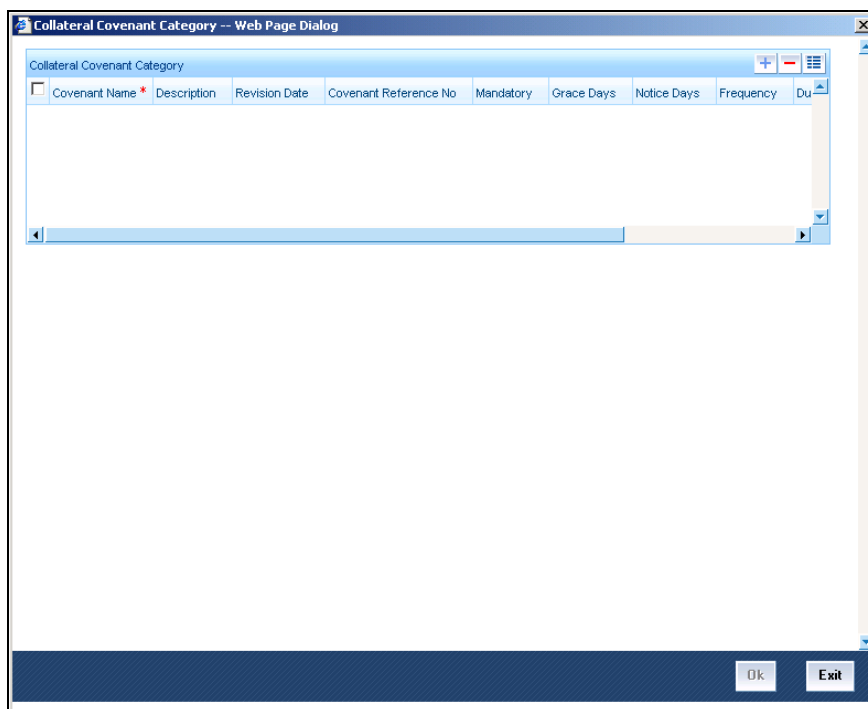 Collateral Covenant Category -- Web Page Dialog
Collateral Covenant Category
Covenant Name * Description Revision Date Covenant Reference No Mandatory Grace Days Notice Days Frequency Du
Ok Exit